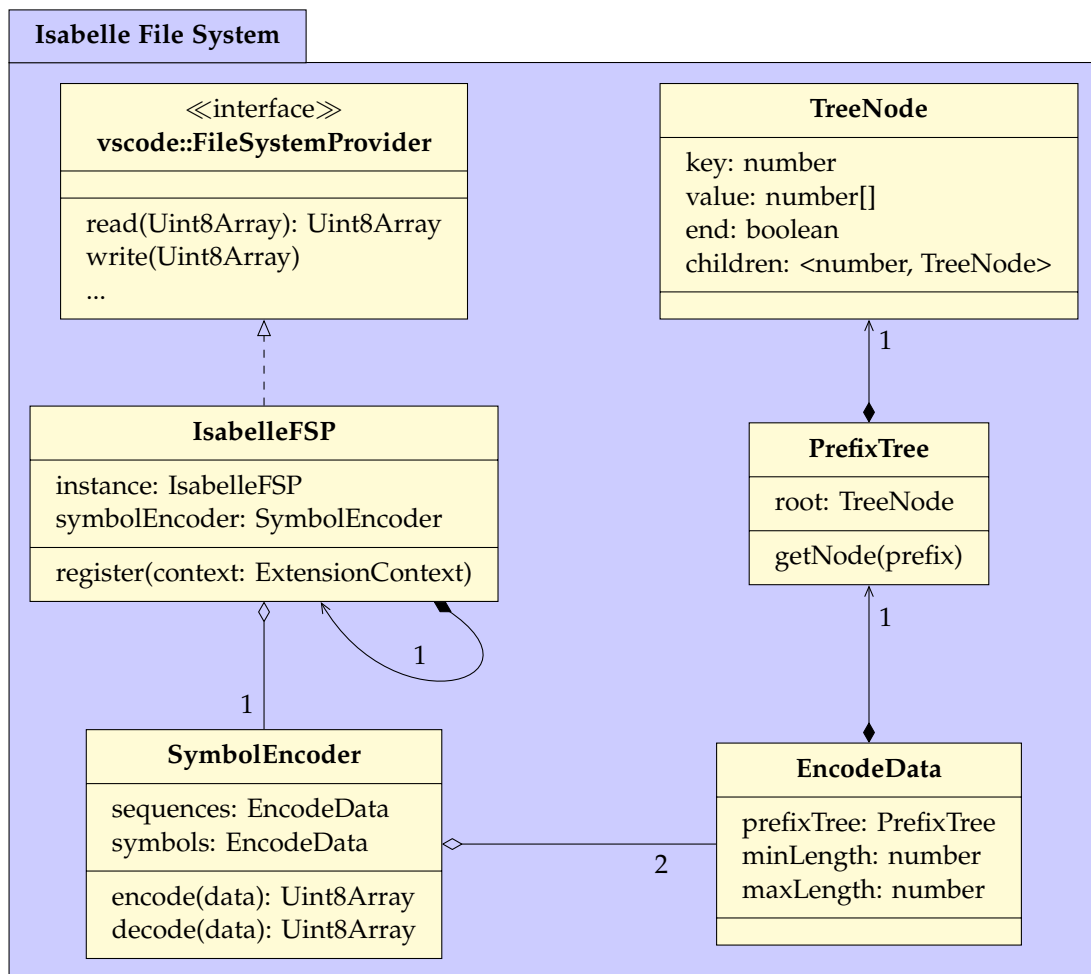 Isabelle File System
≪interface≫
vscode::FileSystemProvider
read(Uint8Array): Uint8Array
write(Uint8Array)
...
TreeNode
key: number
value: number[]
end: boolean
children: <number, TreeNode>
1
IsabelleFSP
instance: IsabelleFSP
symbolEncoder: SymbolEncoder
register(context: ExtensionContext)
PrefixTree
root: TreeNode
getNode(prefix)
1
1
1
SymbolEncoder
sequences: EncodeData
symbols: EncodeData
encode(data): Uint8Array
decode(data): Uint8Array
2
EncodeData
prefixTree: PrefixTree
minLength: number
maxLength: number